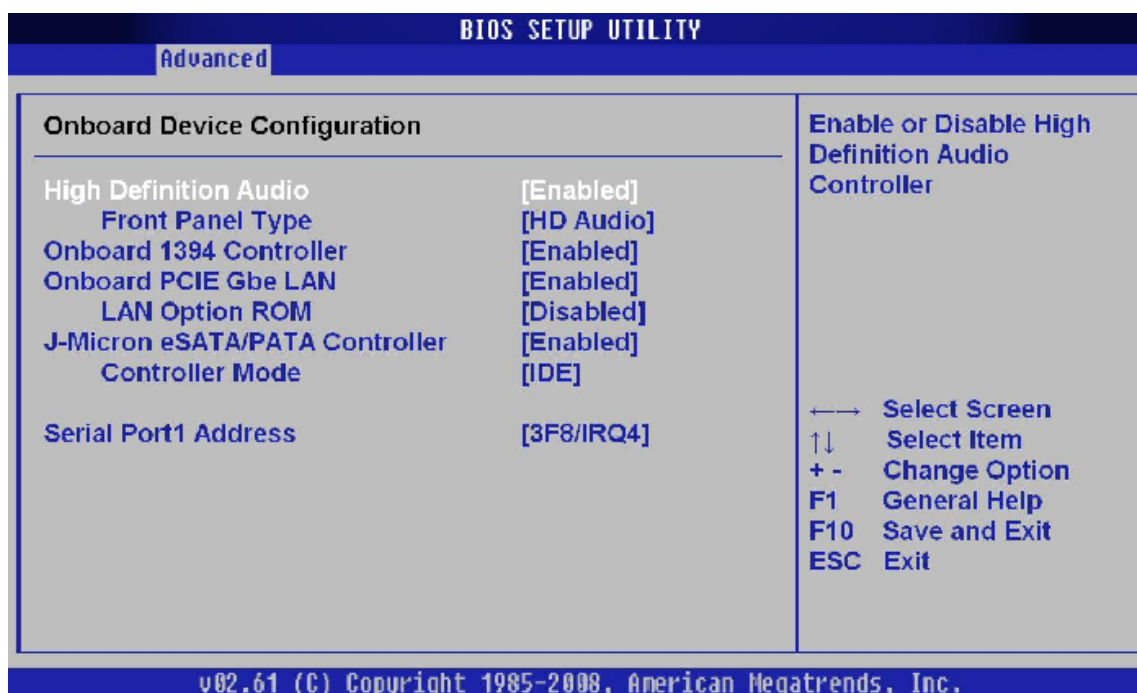 BIOS SETUP UTILITY
Advanced
Onboard Device Configuration
High Definition Audio [Enabled]
Front Panel Type [HD Audio]
Onboard 1394 Controller [Enabled]
Onboard PCIE Gbe LAN [Enabled]
LAN Option ROM [Disabled]
J-Micron eSATA/PATA Controller [Enabled]
Controller Mode [IDE]
Serial Port1 Address [3F8/IRQ4]
Enable or Disable High
Definition Audio
Controller
←→ Select Screen
↑↓ Select Item
+ - Change Option
F1 General Help
F10 Save and Exit
ESC Exit
v02.61 (C) Copyright 1985-2008, American Megatrends, Inc.